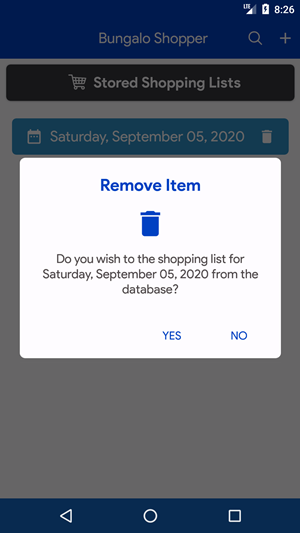 LTE 8:26
Bungalo Shopper
Stored Shopping Lists
Saturday, September 05, 2020
Remove Item
Do you wish to the shopping list for
Saturday, September 05, 2020 from the
database?
YES NO